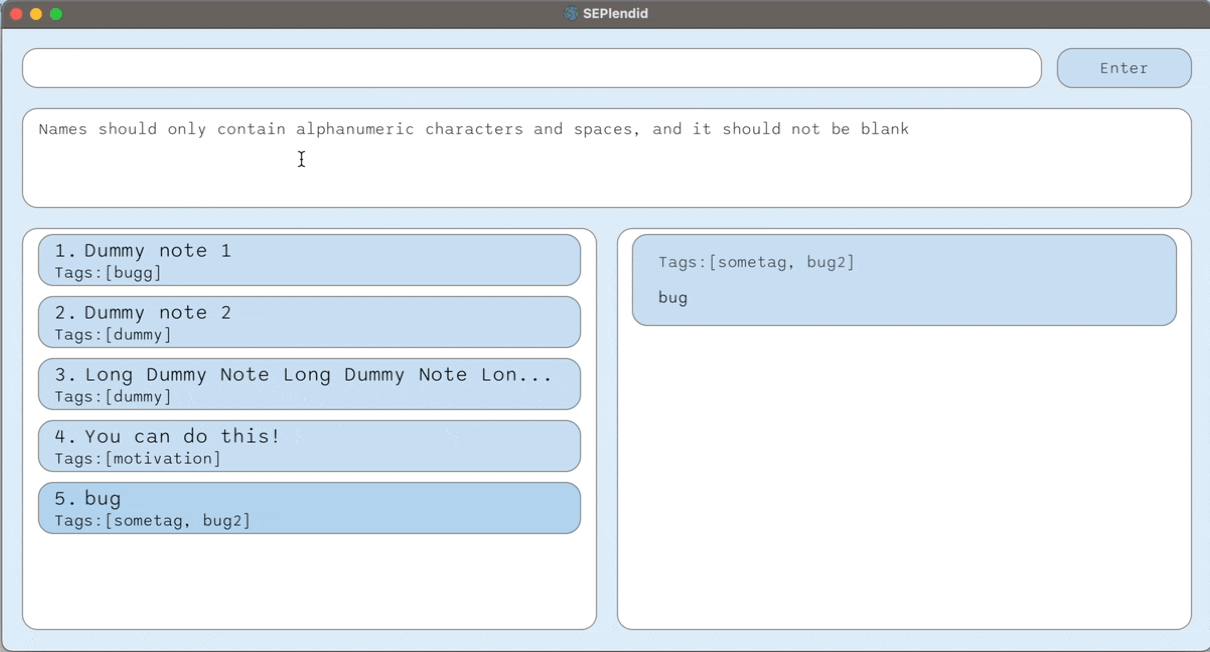 SEPlendid
Enter
Names should only contain alphanumeric characters and spaces, and it should not be blank
1. Dummy note 1
Tags:[bugg]
2. Dummy note 2
Tags:[dummy]
3. Long Dummy Note Long Dummy Note Lon...
Tags:[dummy]
4. You can do this!
Tags:[motivation]
5. bug
Tags:[sometag, bug2]
Tags:[sometag, bug2]
bug